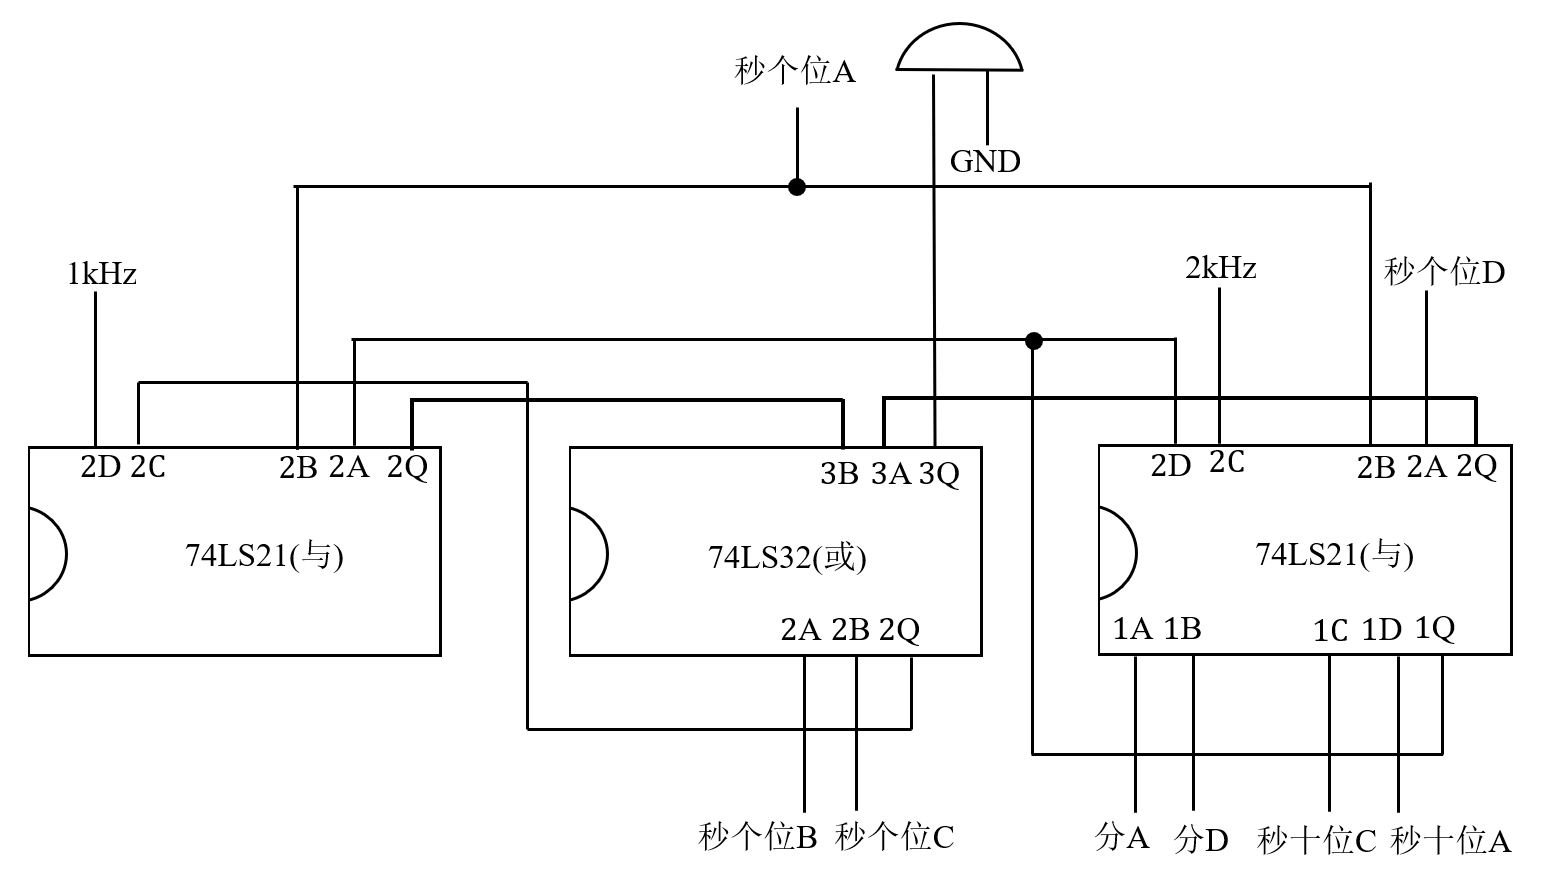 秒个位A
GND
1kHz
2kHz
秒个位D
2D 2C 2B 2A 2Q
3B 3A 3Q
2D 2C 2B 2A 2Q
74LS21(与)
74LS32(或)
74LS21(与)
2A 2B 2Q
1A 1B 1C 1D 1Q
秒个位B 秒个位C
分A 分D 秒十位C 秒十位A